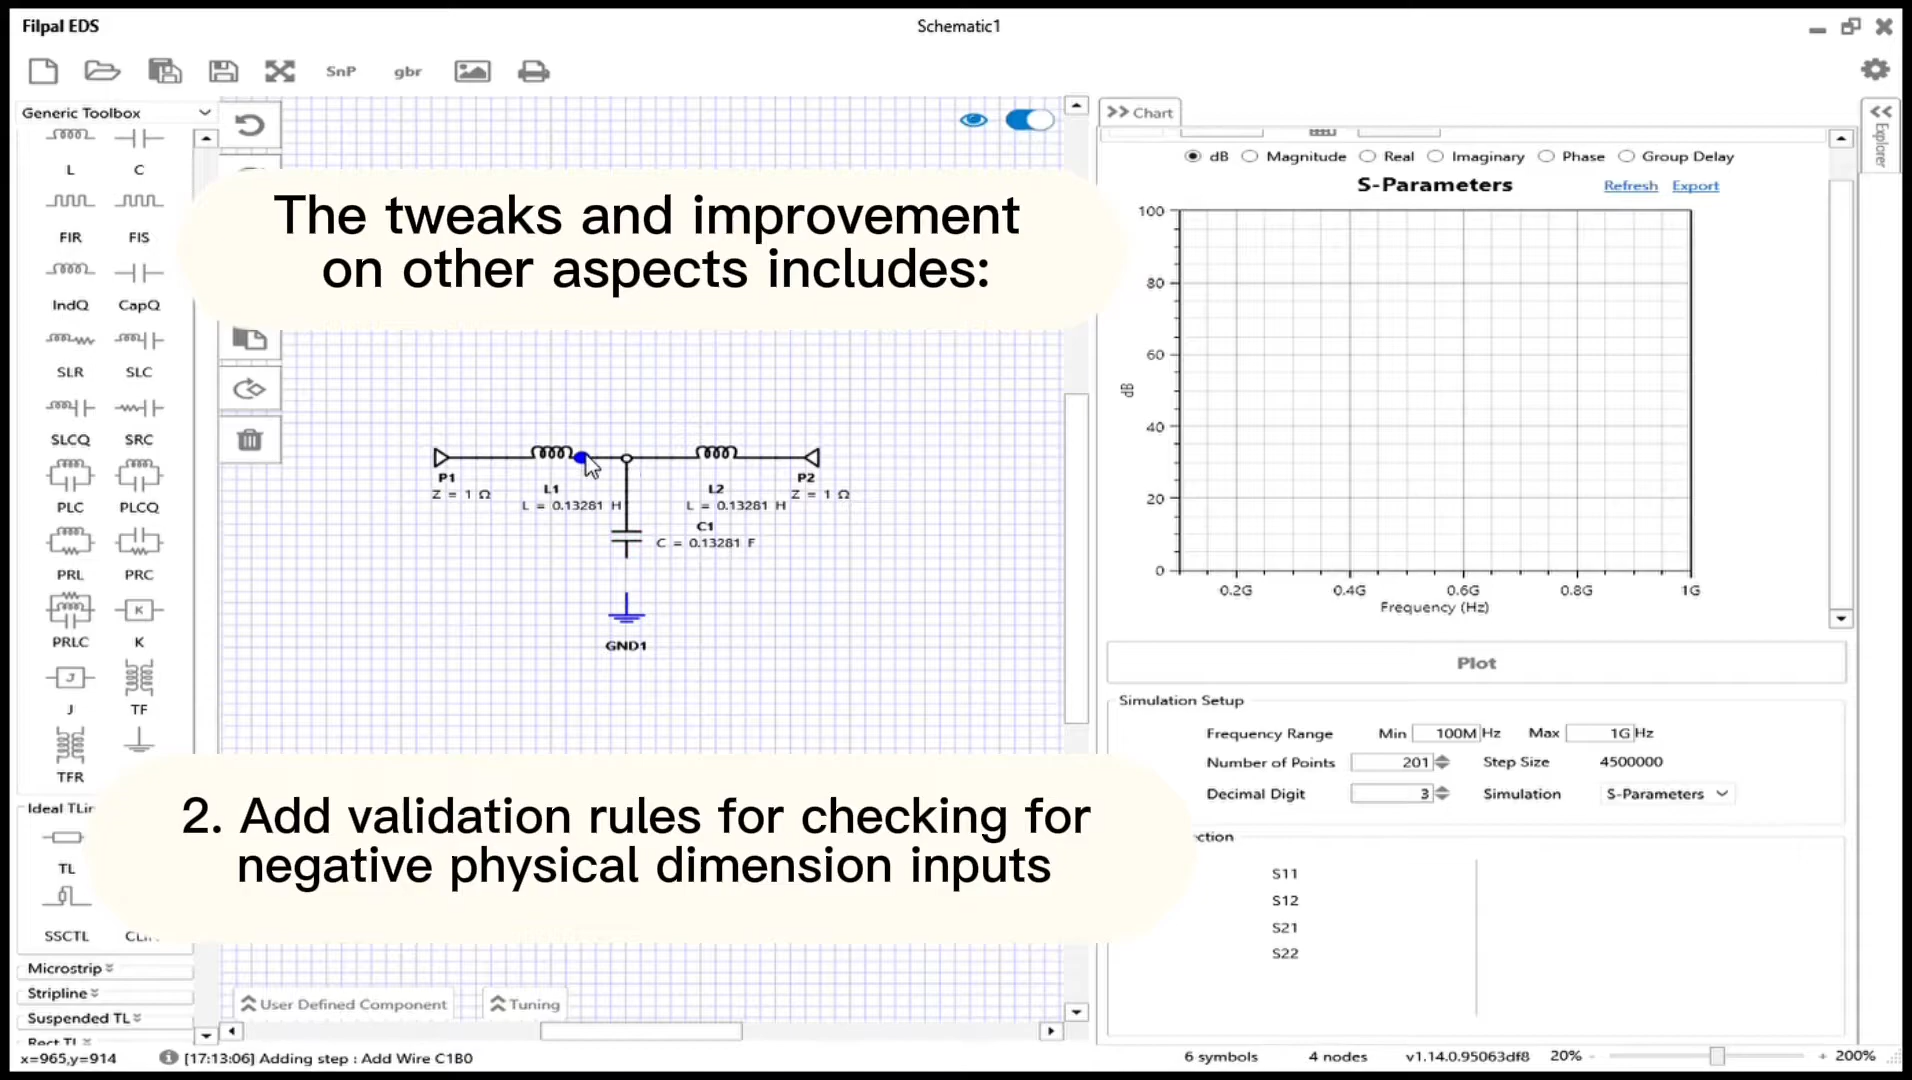 Filpal EDS
Schematic1
SnP
gbr
Generic Toolbox
L
C
FIR
FIS
IndQ
CapQ
SLR
SLC
SLCQ
SRC
PLC
PLCQ
PRL
PRC
PRLC
K
K
J
J
TF
TFR
TL
SSCTL
Microstrip
Stripline
Suspended TL
Rect TL
The tweaks and improvement
on other aspects includes:
P1
Z = 1 Ω
L1
L = 0.13281 H
L2
L = 0.13281 H
P2
Z = 1 Ω
C1
C = 0.13281 F
GND1
2. Add validation rules for checking for
negative physical dimension inputs
User Defined Component
Tuning
>> Chart
<<
Explorer
dB Magnitude Real Imaginary Phase Group Delay
S-Parameters
Refresh Export
100
80
60
40
20
0
dB
0.2G 0.4G 0.6G 0.8G 1G
Frequency (Hz)
Plot
Simulation Setup
Frequency Range Min 100M Hz Max 1G Hz
Number of Points 201 Step Size 4500000
Decimal Digit 3 Simulation S-Parameters
S11
S12
S21
S22
x=965,y=914
[17:13:06] Adding step : Add Wire C1B0
6 symbols 4 nodes v1.14.0.95063df8 20% - + 200%